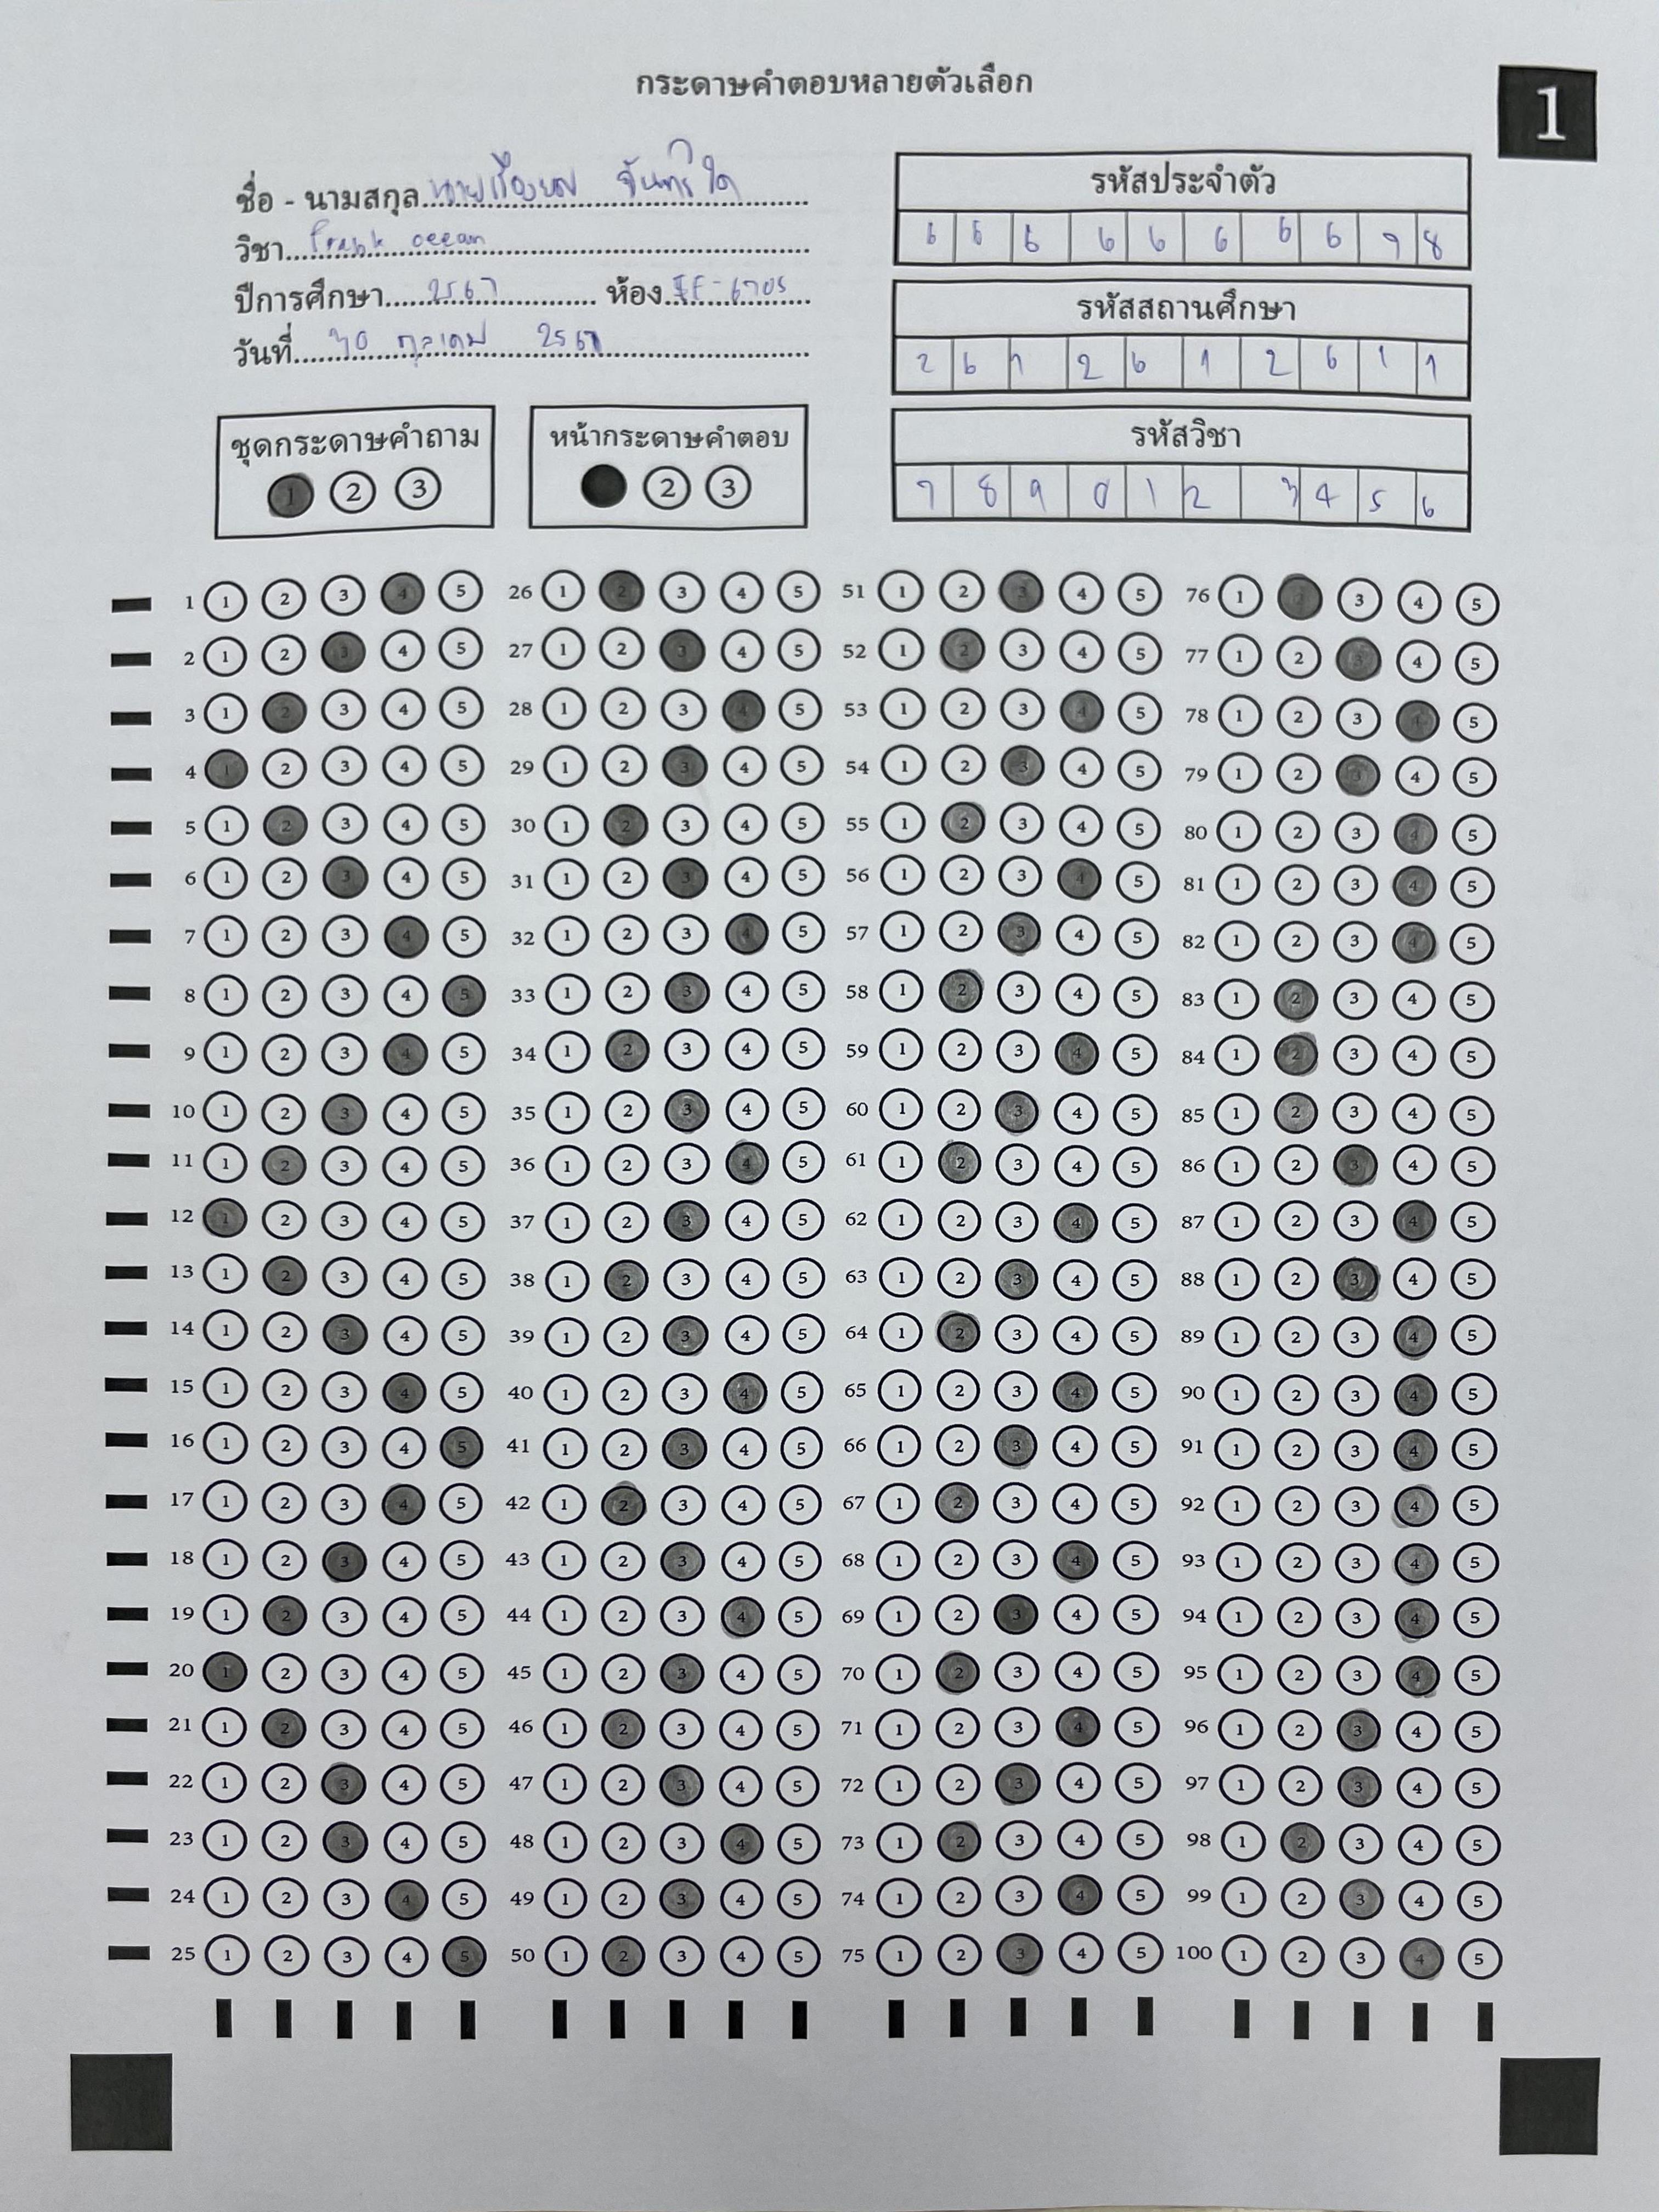 กระดาษคำตอบหลายตัวเลือก
1
ชื่อ - นามสกุล
วิชา ocean
ปีการศึกษา 2567 ห้อง
วันที่ 30 ตุลาคม 2567
รหัสประจำตัว
6 6 6 6 6 6 6 6 7 8
รหัสสถานศึกษา
2 6 1 2 6 1 2 6 1 1
รหัสวิชา
7 8 9 0 1 2 3 4 5 6
ชุดกระดาษคำถาม
1 2 3
หน้ากระดาษคำตอบ
2 3
1 1 2 3 4 5 26 1 2 3 4 5 51 1 2 3 4 5 76 1 2 3 4 5
2 1 2 3 4 5 27 1 2 3 4 5 52 1 2 3 4 5 77 1 2 3 4 5
3 1 2 3 4 5 28 1 2 3 4 5 53 1 2 3 4 5 78 1 2 3 4 5
4 1 2 3 4 5 29 1 2 3 4 5 54 1 2 3 4 5 79 1 2 3 4 5
5 1 2 3 4 5 30 1 2 3 4 5 55 1 2 3 4 5 80 1 2 3 4 5
6 1 2 3 4 5 31 1 2 3 4 5 56 1 2 3 4 5 81 1 2 3 4 5
7 1 2 3 4 5 32 1 2 3 4 5 57 1 2 3 4 5 82 1 2 3 4 5
8 1 2 3 4 5 33 1 2 3 4 5 58 1 2 3 4 5 83 1 2 3 4 5
9 1 2 3 4 5 34 1 2 3 4 5 59 1 2 3 4 5 84 1 2 3 4 5
10 1 2 3 4 5 35 1 2 3 4 5 60 1 2 3 4 5 85 1 2 3 4 5
11 1 2 3 4 5 36 1 2 3 4 5 61 1 2 3 4 5 86 1 2 3 4 5
12 1 2 3 4 5 37 1 2 3 4 5 62 1 2 3 4 5 87 1 2 3 4 5
13 1 2 3 4 5 38 1 2 3 4 5 63 1 2 3 4 5 88 1 2 3 4 5
14 1 2 3 4 5 39 1 2 3 4 5 64 1 2 3 4 5 89 1 2 3 4 5
15 1 2 3 4 5 40 1 2 3 4 5 65 1 2 3 4 5 90 1 2 3 4 5
16 1 2 3 4 5 41 1 2 3 4 5 66 1 2 3 4 5 91 1 2 3 4 5
17 1 2 3 4 5 42 1 2 3 4 5 67 1 2 3 4 5 92 1 2 3 4 5
18 1 2 3 4 5 43 1 2 3 4 5 68 1 2 3 4 5 93 1 2 3 4 5
19 1 2 3 4 5 44 1 2 3 4 5 69 1 2 3 4 5 94 1 2 3 4 5
20 1 2 3 4 5 45 1 2 3 4 5 70 1 2 3 4 5 95 1 2 3 4 5
21 1 2 3 4 5 46 1 2 3 4 5 71 1 2 3 4 5 96 1 2 3 4 5
22 1 2 3 4 5 47 1 2 3 4 5 72 1 2 3 4 5 97 1 2 3 4 5
23 1 2 3 4 5 48 1 2 3 4 5 73 1 2 3 4 5 98 1 2 3 4 5
24 1 2 3 4 5 49 1 2 3 4 5 74 1 2 3 4 5 99 1 2 3 4 5
25 1 2 3 4 5 50 1 2 3 4 5 75 1 2 3 4 5 100 1 2 3 4 5